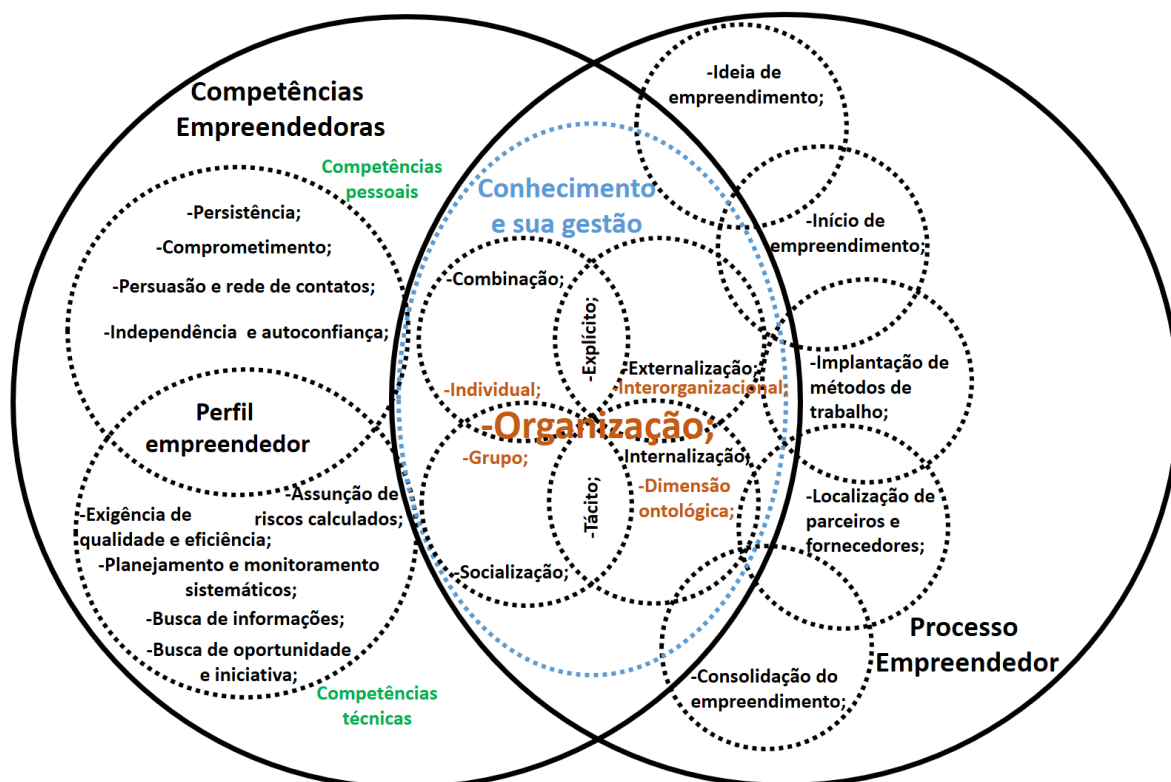 Competências
Empreendedoras
Competências
pessoais
-Persistência;
-Comprometimento;
-Persuasão e rede de contatos;
-Independência e autoconfiança;
Perfil
empreendedor
-Assunção de
riscos calculados;
-Exigência de
qualidade e eficiência;
-Planejamento e monitoramento
sistemáticos;
-Busca de informações;
-Busca de oportunidade
e iniciativa;
Competências
técnicas
Conhecimento
e sua gestão
-Combinação;
-Explícito;
-Externalização;
-Individual;
-Interorganizacional;
-Organização;
-Grupo;
-Internalização;
-Dimensão
ontológica;
-Tácito;
-Socialização;
-Ideia de
empreendimento;
-Início de
empreendimento;
-Implantação de
métodos de
trabalho;
-Localização de
parceiros e
fornecedores;
-Consolidação do
empreendimento;
Processo
Empreendedor